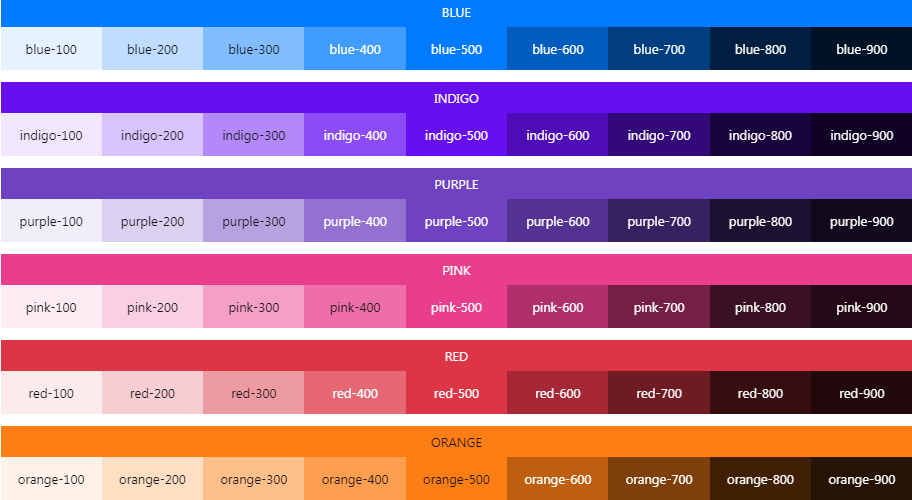 BLUE
blue-100 blue-200 blue-300 blue-400 blue-500 blue-600 blue-700 blue-800 blue-900
INDIGO
indigo-100 indigo-200 indigo-300 indigo-400 indigo-500 indigo-600 indigo-700 indigo-800 indigo-900
PURPLE
purple-100 purple-200 purple-300 purple-400 purple-500 purple-600 purple-700 purple-800 purple-900
PINK
pink-100 pink-200 pink-300 pink-400 pink-500 pink-600 pink-700 pink-800 pink-900
RED
red-100 red-200 red-300 red-400 red-500 red-600 red-700 red-800 red-900
ORANGE
orange-100 orange-200 orange-300 orange-400 orange-500 orange-600 orange-700 orange-800 orange-900